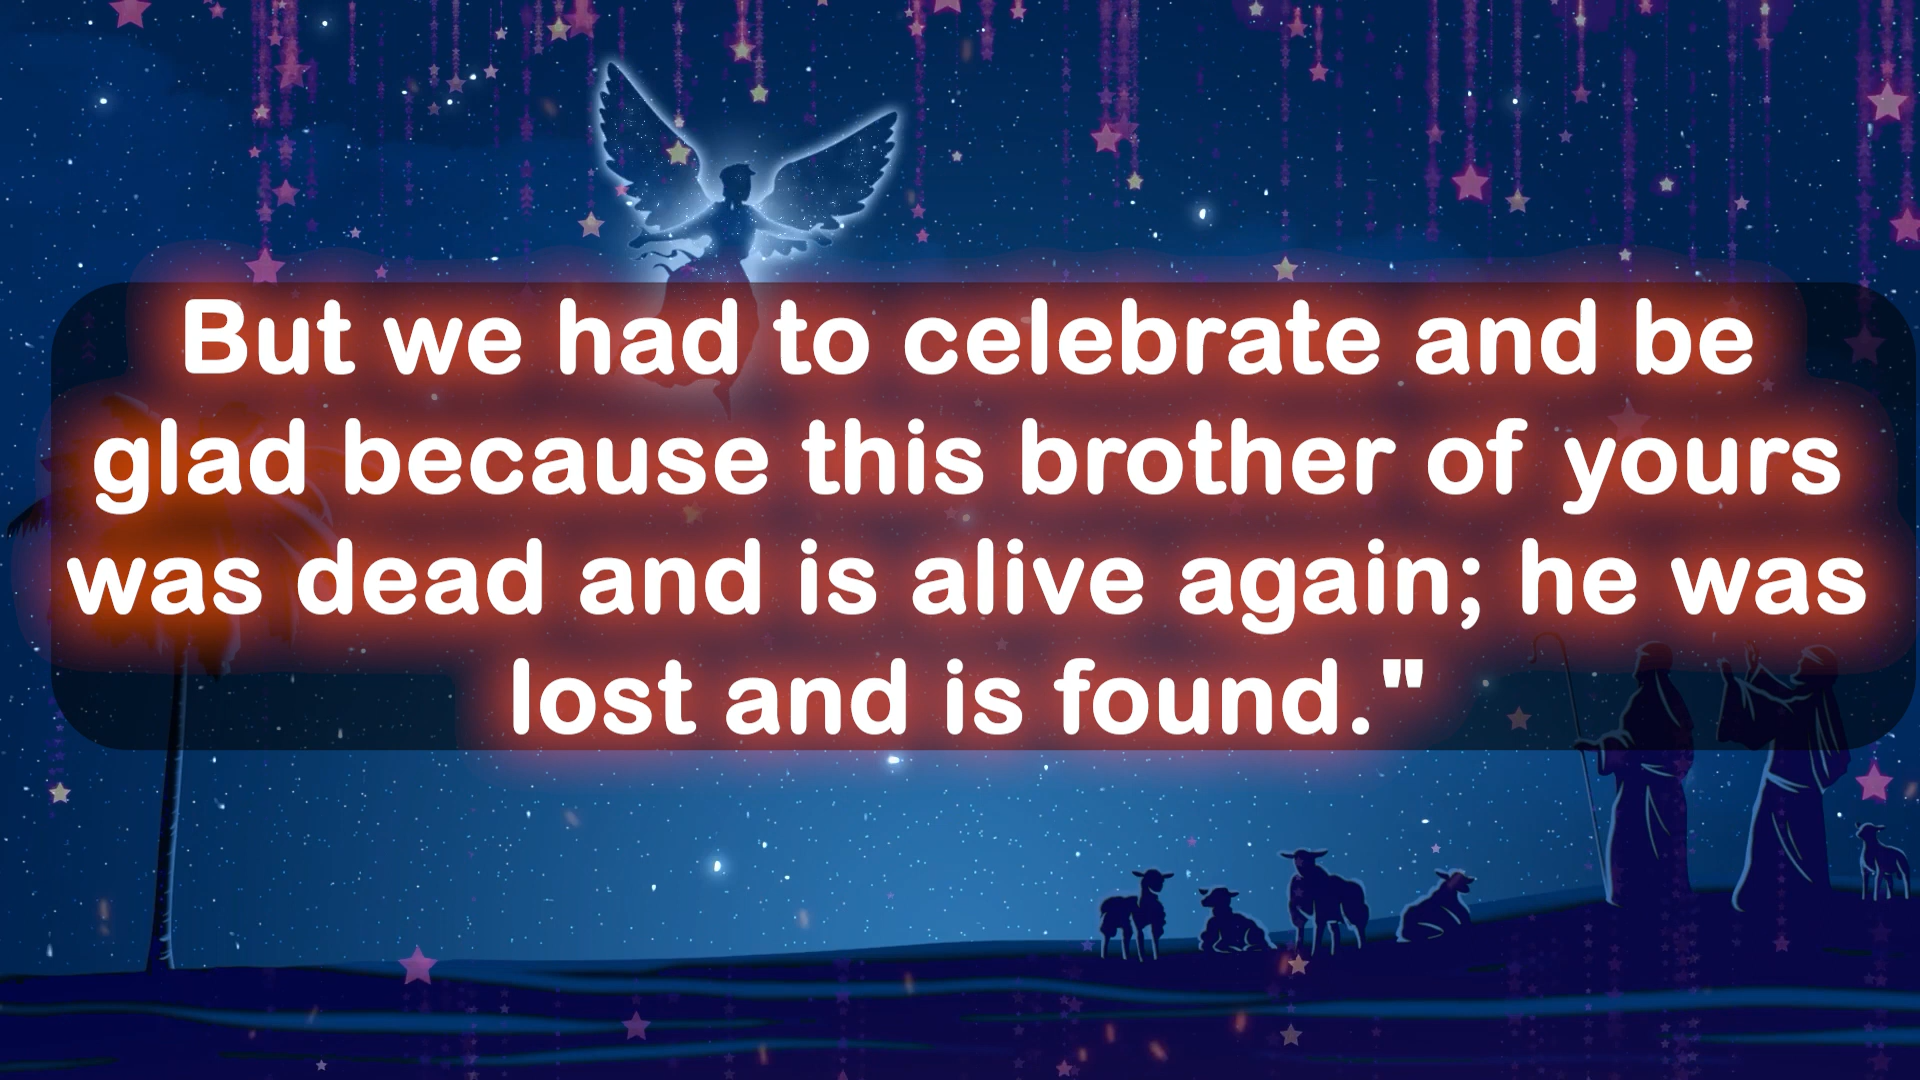 But we had to celebrate and be
glad because this brother of yours
was dead and is alive again; he was
lost and is found."